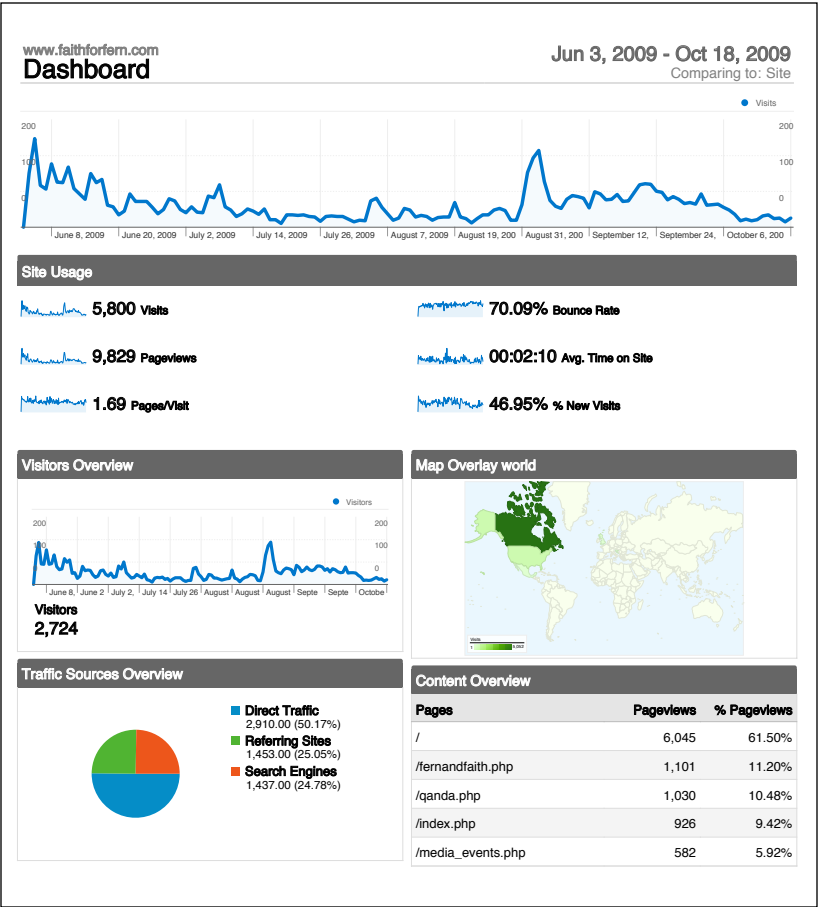 www.faithforfern.com
Dashboard
Jun 3, 2009 - Oct 18, 2009
Comparing to: Site
Visits
200 200
100 100
0 0
June 8, 2009 June 20, 2009 July 2, 2009 July 14, 2009 July 26, 2009 August 7, 2009 August 19, 200 August 31, 200 September 12, September 24, October 6, 200
Site Usage
5,800 Visits
70.09% Bounce Rate
9,829 Pageviews
00:02:10 Avg. Time on Site
1.69 Pages/Visit
46.95% % New Visits
Visitors Overview
Visitors
200 200
100 100
0 0
June 8, June 2 July 2, July 14 July 26 August August August Septe Septe Octobe
Visitors
2,724
Map Overlay world
Visits
1
Traffic Sources Overview
Direct Traffic
2,910.00 (50.17%)
Referring Sites
1,453.00 (25.05%)
Search Engines
1,437.00 (24.78%)
Content Overview
Pages Pageviews % Pageviews
/ 6,045 61.50%
/fernandfaith.php 1,101 11.20%
/qanda.php 1,030 10.48%
/index.php 926 9.42%
/media_events.php 582 5.92%